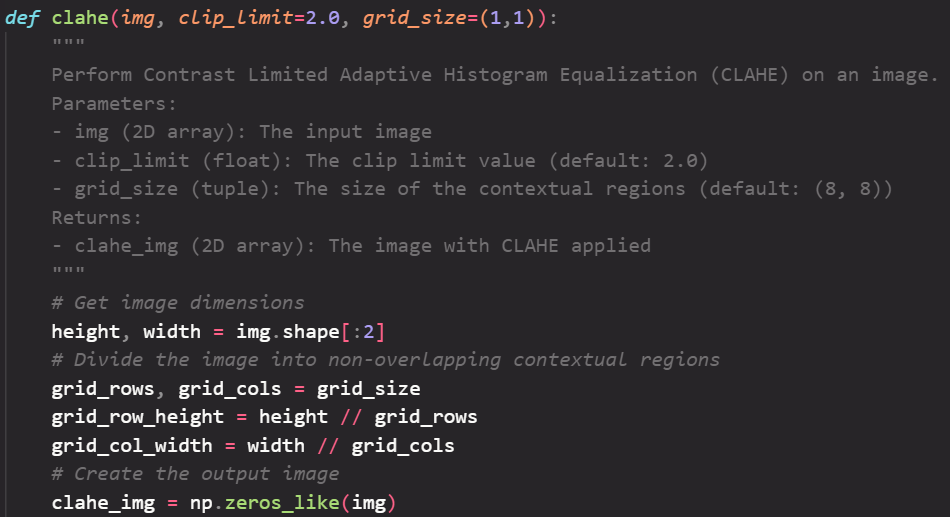 def clahe(img, clip_limit=2.0, grid_size=(1,1)):
    """
    Perform Contrast Limited Adaptive Histogram Equalization (CLAHE) on an image.
    Parameters:
    - img (2D array): The input image
    - clip_limit (float): The clip limit value (default: 2.0)
    - grid_size (tuple): The size of the contextual regions (default: (8, 8))
    Returns:
    - clahe_img (2D array): The image with CLAHE applied
    """
    # Get image dimensions
    height, width = img.shape[:2]
    # Divide the image into non-overlapping contextual regions
    grid_rows, grid_cols = grid_size
    grid_row_height = height // grid_rows
    grid_col_width = width // grid_cols
    # Create the output image
    clahe_img = np.zeros_like(img)